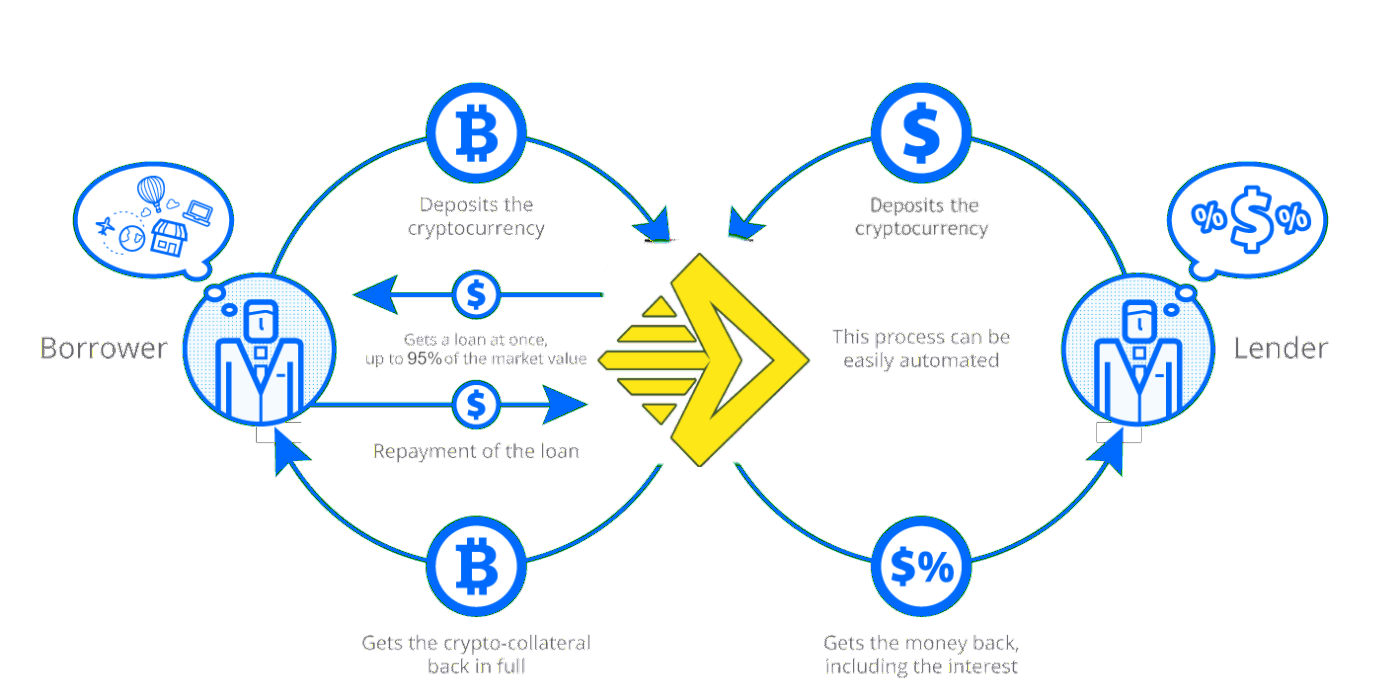 ₿
$
Deposits the
cryptocurrency
Deposits the
cryptocurrency
%$%
$
Borrower
Gets a loan at once,
up to 95% of the market value
This process can be
easily automated
Lender
$
Repayment of the loan
₿
$%
Gets the crypto-collateral
back in full
Gets the money back,
including the interest